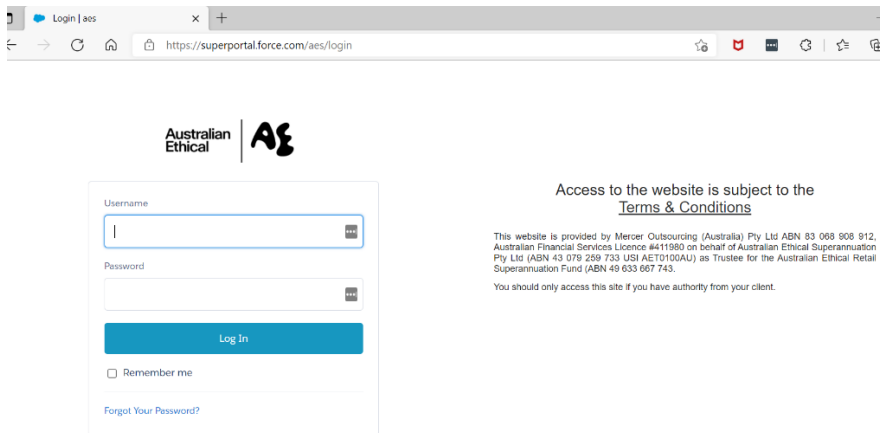 Login | aes
https://superportal.force.com/aes/login
Australian
Ethical
AE
Access to the website is subject to the
Terms & Conditions
Username
This website is provided by Mercer Outsourcing (Australia) Pty Ltd ABN 83 068 908 912,
Australian Financial Services Licence #411980 on behalf of Australian Ethical Superannuation
Pty Ltd (ABN 43 079 259 733 USI AET0100AU) as Trustee for the Australian Ethical Retail
Superannuation Fund (ABN 49 633 667 743.
Password
You should only access this site if you have authority from your client.
Log In
Remember me
Forgot Your Password?